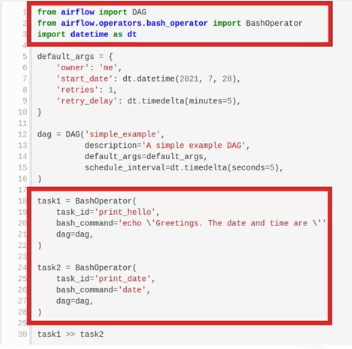 1 from airflow import DAG
2 from airflow.operators.bash_operator import BashOperator
3 import datetime as dt
4
5 default_args = {
6 'owner': 'me',
7 'start_date': dt.datetime(2021, 7, 28),
8 'retries': 1,
9 'retry_delay': dt.timedelta(minutes=5),
10 }
11
12 dag = DAG('simple_example',
13 description='A simple example DAG',
14 default_args=default_args,
15 schedule_interval=dt.timedelta(seconds=5),
16 )
17
18 task1 = BashOperator(
19 task_id='print_hello',
20 bash_command='echo \'Greetings. The date and time are \''
21 dag=dag,
22 )
23
24 task2 = BashOperator(
25 task_id='print_date',
26 bash_command='date',
27 dag=dag,
28 )
29
30 task1 >> task2